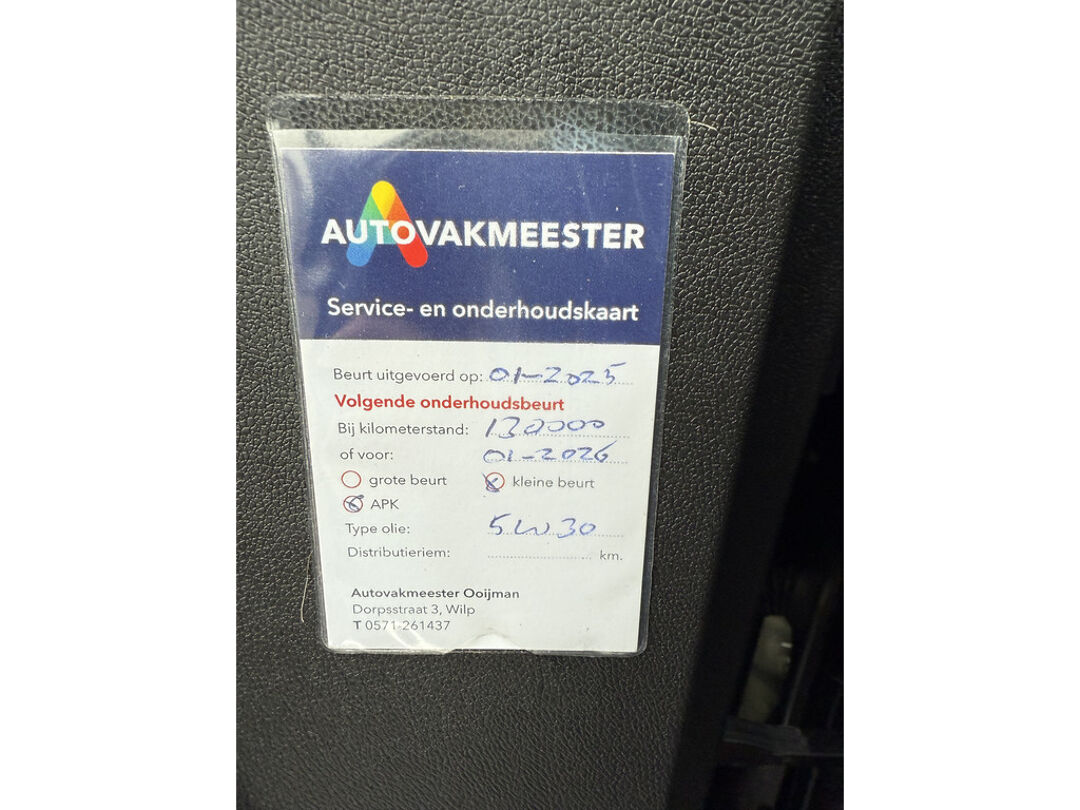 AUTOVAKMEESTER
Service- en onderhoudskaart
Beurt uitgevoerd op: 01-2025
Volgende onderhoudsbeurt
Bij kilometerstand: 130000
of voor: 01-2026
grote beurt kleine beurt
APK
Type olie: 5W30
Distributieriem: km.
Autovakmeester Ooijman
Dorpsstraat 3, Wilp
T 0571-261437